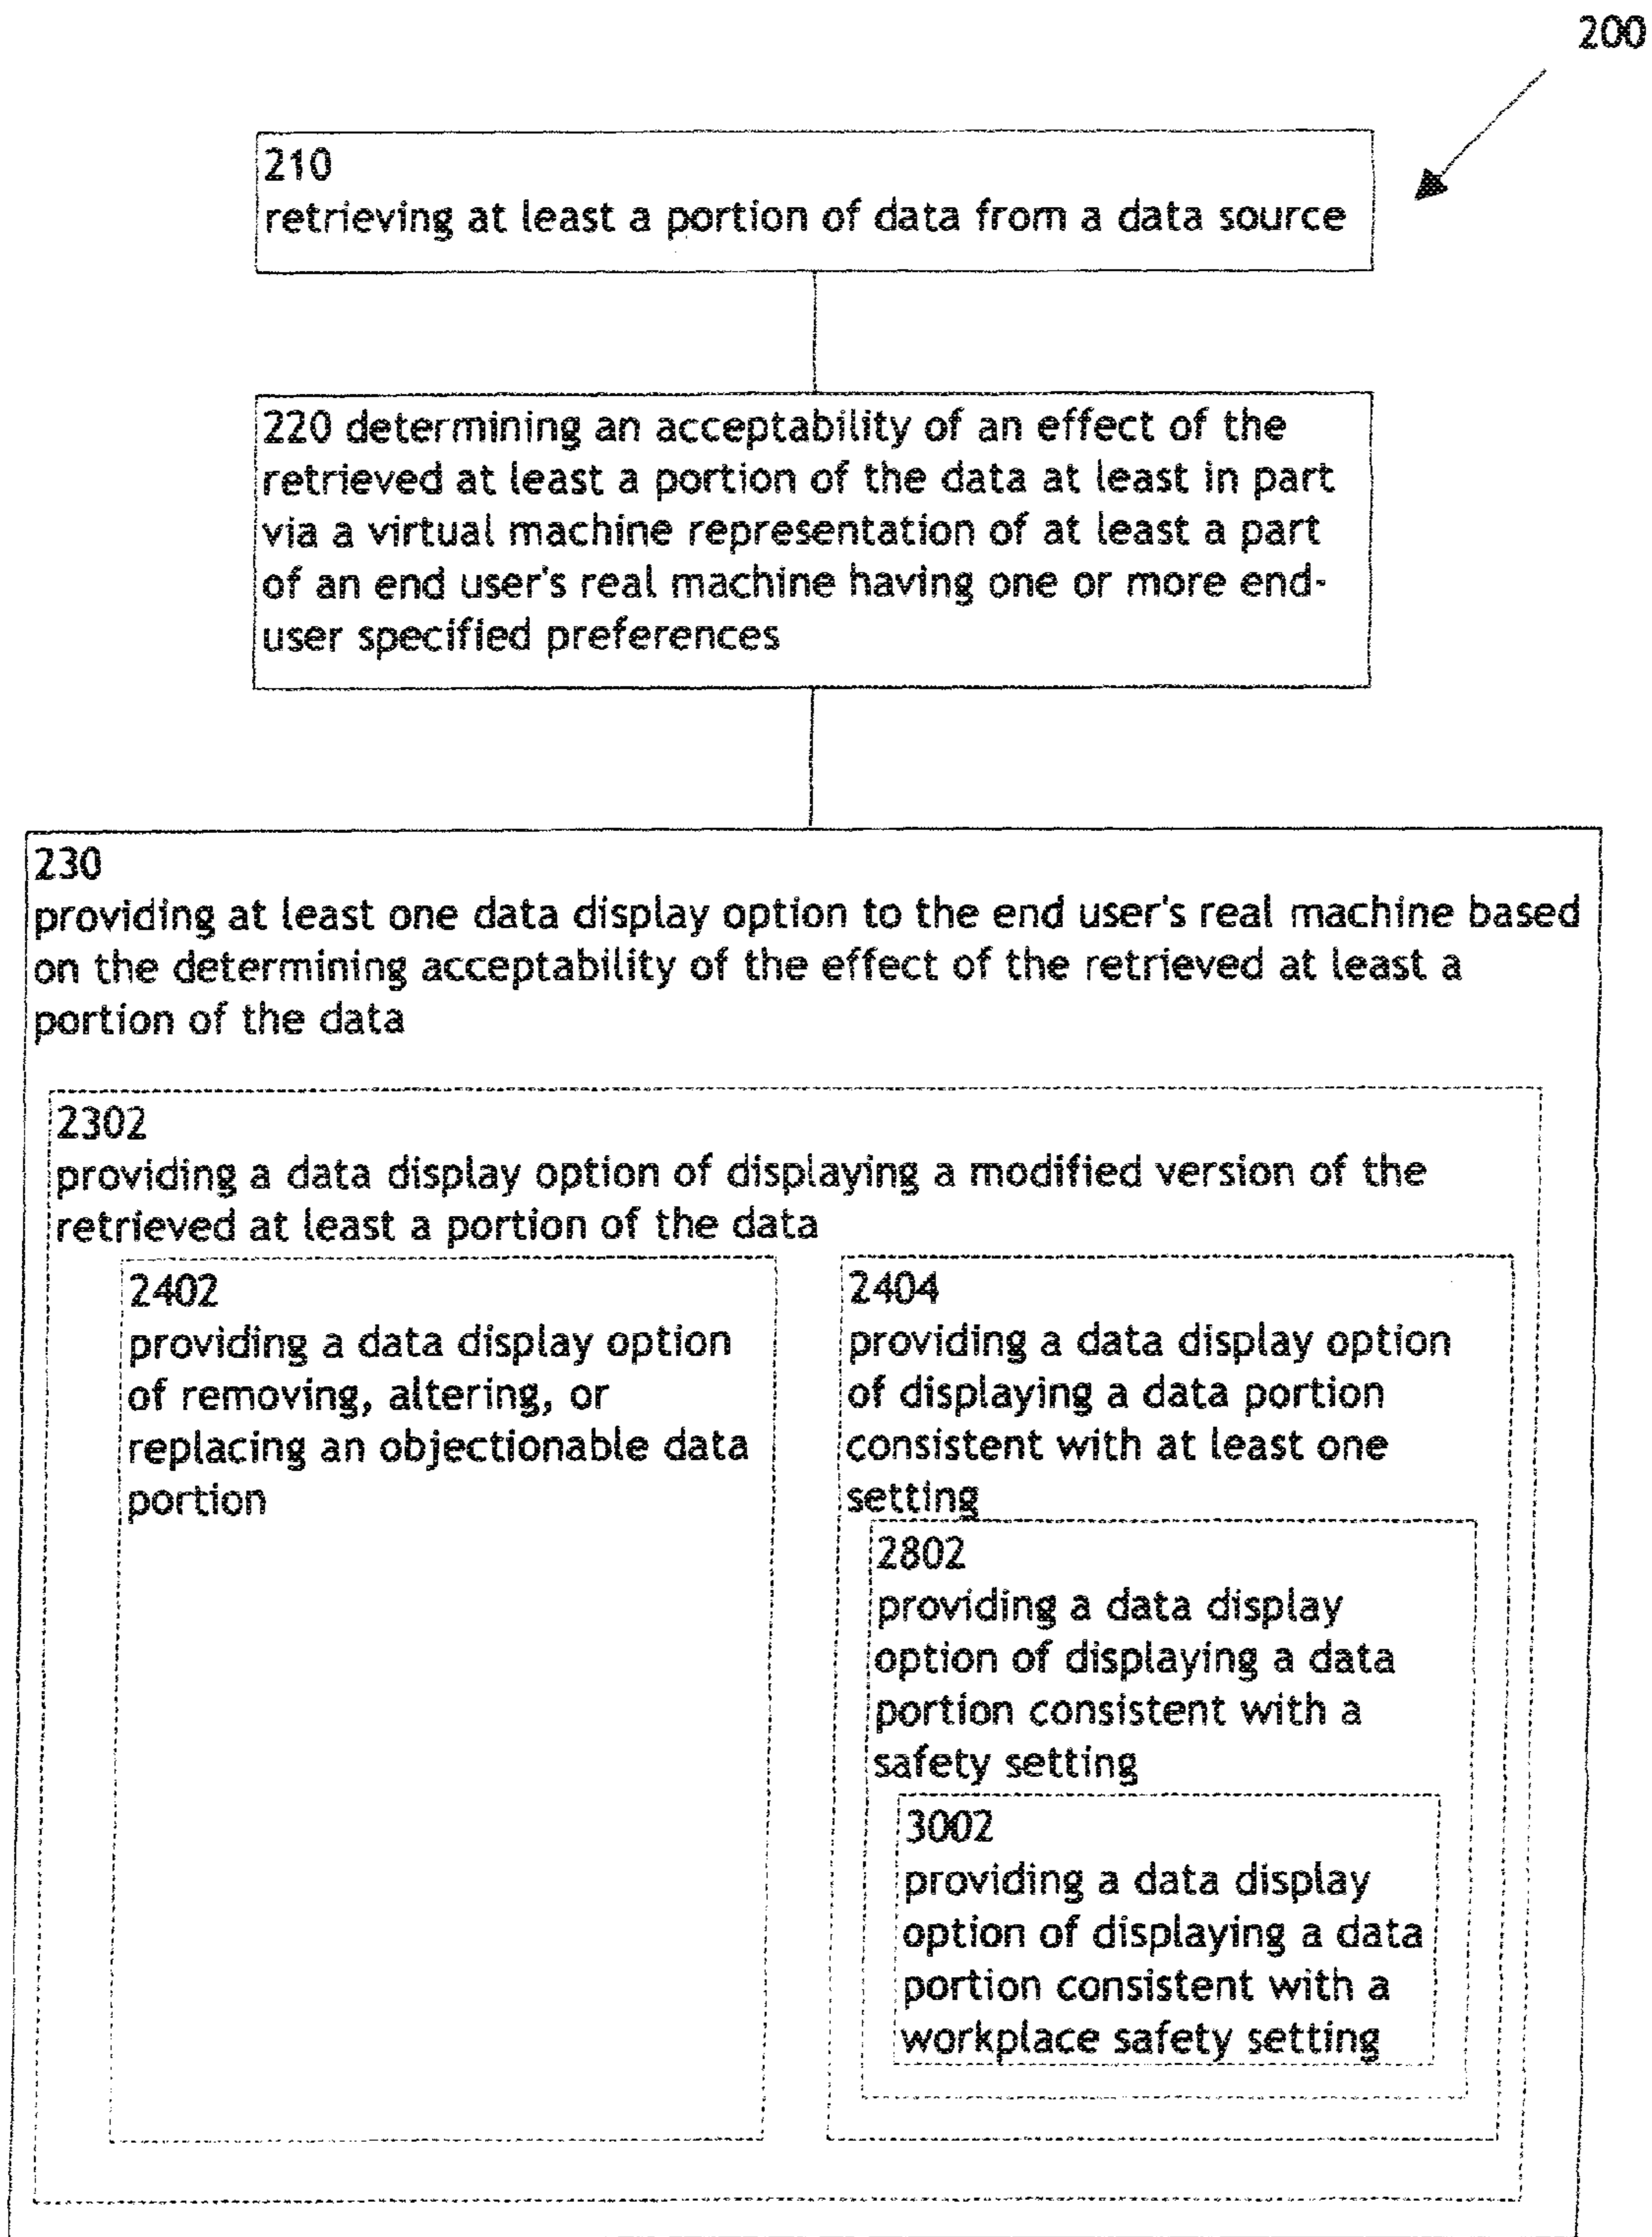 200
210
retrieving at least a portion of data from a data source
220 determining an acceptability of an effect of the
retrieved at least a portion of the data at least in part
via a virtual machine representation of at least a part
of an end user's real machine having one or more end-
user specified preferences
230
providing at least one data display option to the end user's real machine based
on the determining acceptability of the effect of the retrieved at least a
portion of the data
2302
providing a data display option of displaying a modified version of the
retrieved at least a portion of the data
2402
providing a data display option
of removing, altering, or
replacing an objectionable data
portion
2404
providing a data display option
of displaying a data portion
consistent with at least one
setting
2802
providing a data display
option of displaying a data
portion consistent with a
safety setting
3002
providing a data display
option of displaying a data
portion consistent with a
workplace safety setting